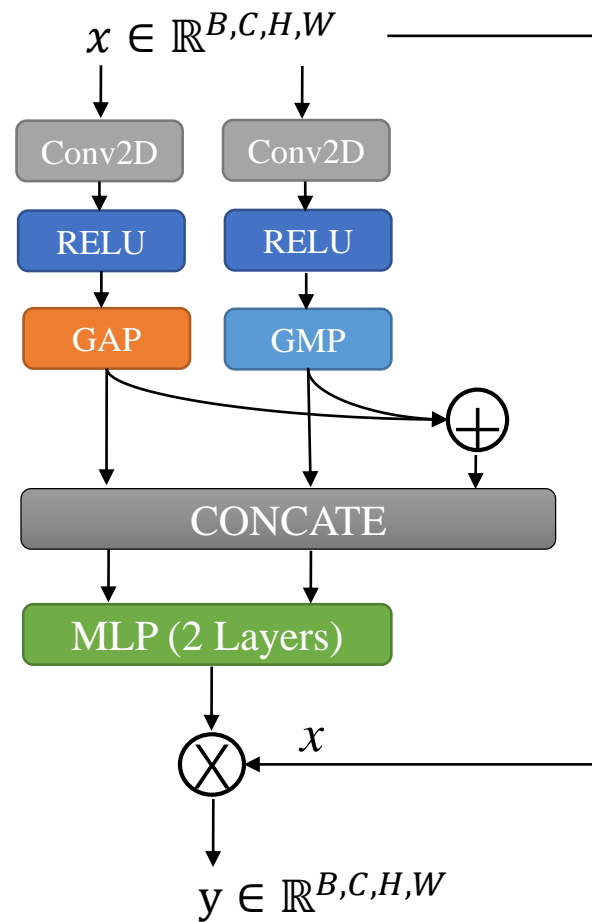 x ∈ ℝ^{B,C,H,W}
Conv2D Conv2D
RELU RELU
GAP GMP
+
CONCATE
MLP (2 Layers)
x
X
y ∈ ℝ^{B,C,H,W}